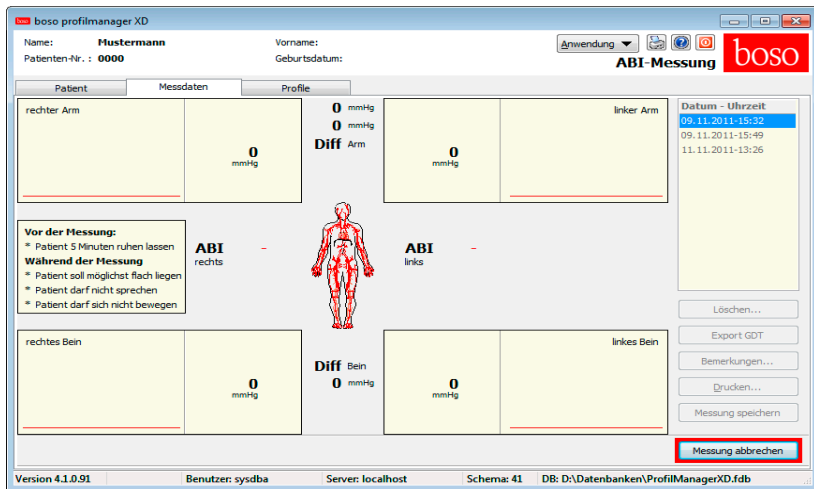 boso boso profilmanager XD
Name: Mustermann Vorname:
Patienten-Nr. : 0000 Geburtsdatum:
Anwendung
ABI-Messung
boso
Patient Messdaten Profile
rechter Arm
0 mmHg
0 mmHg
0 mmHg
Diff Arm
linker Arm
0 mmHg
Datum - Uhrzeit
09.11.2011-15:32
09.11.2011-15:49
11.11.2011-13:26
Vor der Messung:
* Patient 5 Minuten ruhen lassen
Während der Messung
* Patient soll möglichst flach liegen
* Patient darf nicht sprechen
* Patient darf sich nicht bewegen
ABI -
rechts
ABI -
links
rechtes Bein
0 mmHg
Diff Bein
0 mmHg
linkes Bein
0 mmHg
Löschen...
Export GDT
Bemerkungen...
Drucken...
Messung speichern
Messung abbrechen
Version 4.1.0.91 Benutzer: sysdba Server: localhost Schema: 41 DB: D:\Datenbanken\ProfilManagerXD.fdb